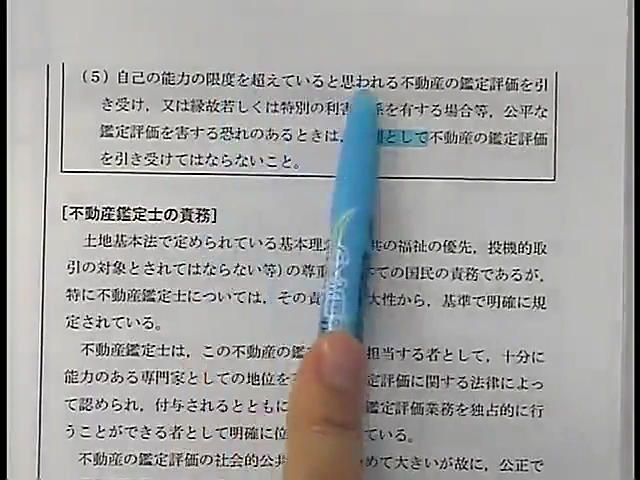 (5) 自己の能力の限度を超えていると思われる不動産の鑑定評価を引
き受け，又は縁故若しくは特別の利害 係を有する場合等，公平な
鑑定評価を害する恐れのあるときは， として不動産の鑑定評価
を引き受けてはならないこと。
[不動産鑑定士の責務]
土地基本法で定められている基本理 共の福祉の優先，投機的取
引の対象とされてはならない等）の尊重 ての国民の責務であるが，
特に不動産鑑定士については，その責 大性から，基準で明確に規
定されている。
不動産鑑定士は，この不動産の鑑 担当する者として，十分に
能力のある専門家としての地位を 定評価に関する法律によっ
て認められ，付与されるとともに 鑑定評価業務を独占的に行
うことができる者として明確に位 ている。
不動産の鑑定評価の社会的公共 めて大きいが故に，公正で